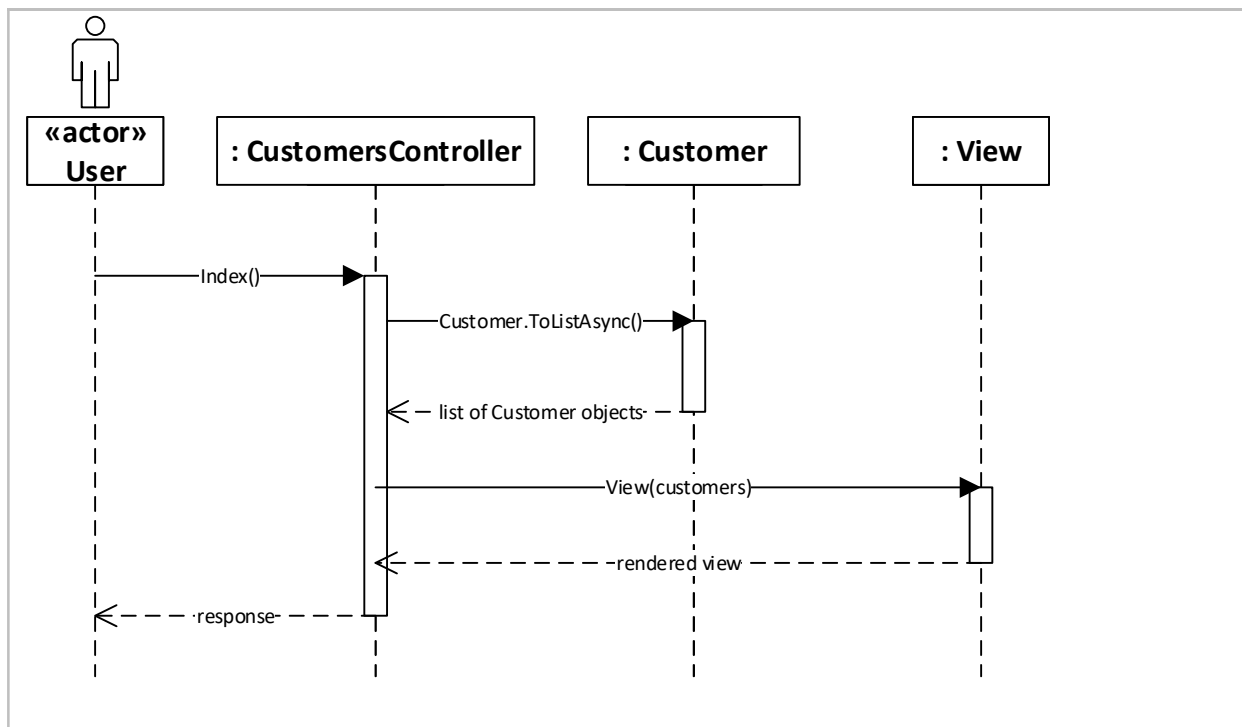 «actor»
User
: CustomersController
: Customer
: View
Index()
Customer.ToListAsync()
list of Customer objects
View(customers)
rendered view
response